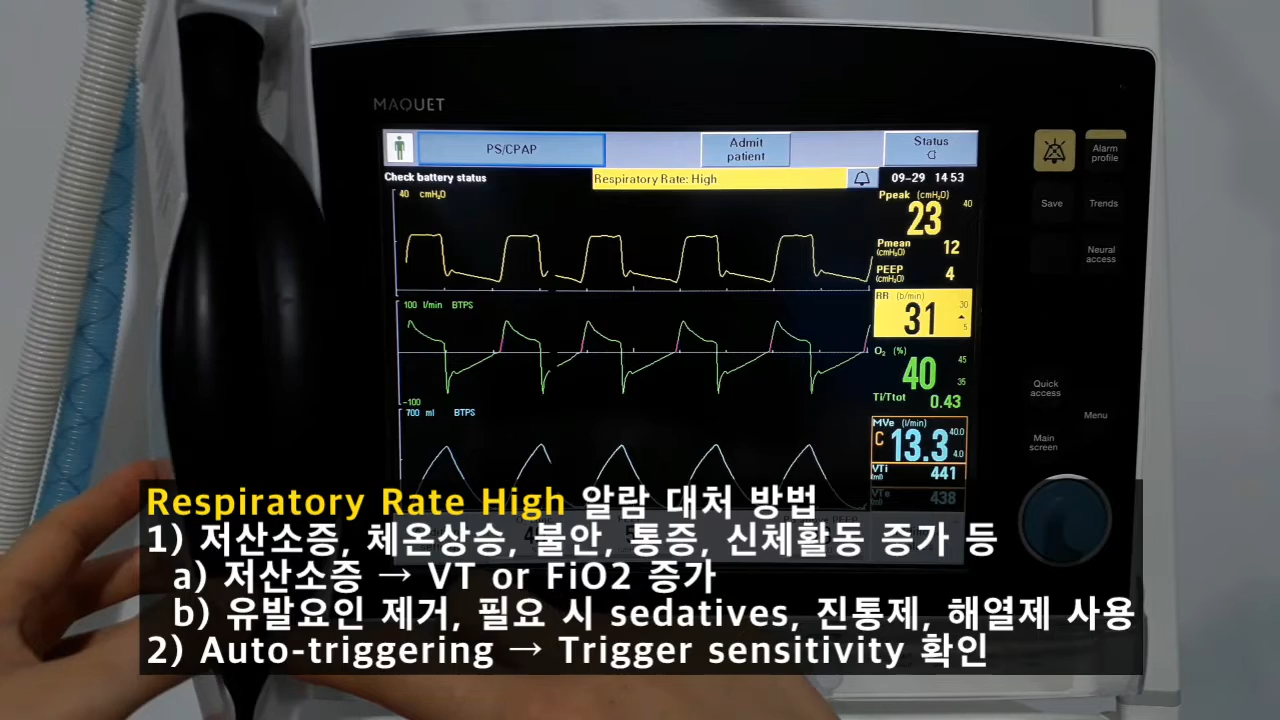 MAQUET
PS/CPAP
Admit
patient
Status
Alarm
profile
Check battery status
Respiratory Rate: High
09-29 14 53
40 cmH₂O
Ppeak (cmH₂O)
23
40
Save
Trends
Pmean
(cmH₂O)
12
PEEP
(cmH₂O)
4
Neural
access
100 l/min BTPS
RR (b/min)
31
30
5
O₂ (%)
40
45
35
Ti/Ttot
0.43
-100
700 ml BTPS
Quick
access
Menu
Main
screen
MVe (l/min)
C 13.3
40.0
4.0
VTi
(ml)
441
VTe
(ml)
438
Respiratory Rate High 알람 대처 방법
1) 저산소증, 체온상승, 불안, 통증, 신체활동 증가 등
a) 저산소증 → VT or FiO2 증가
b) 유발요인 제거, 필요 시 sedatives, 진통제, 해열제 사용
2) Auto-triggering → Trigger sensitivity 확인